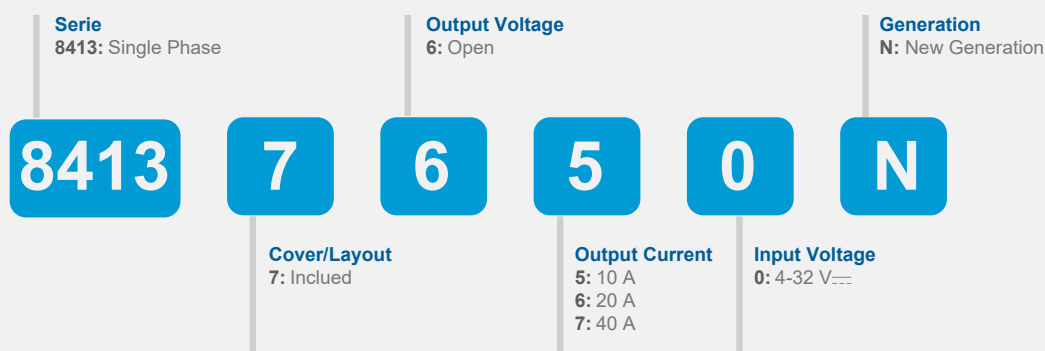 Serie
8413: Single Phase
Output Voltage
6: Open
Generation
N: New Generation
8413 7 6 5 0 N
Cover/Layout
7: Inclued
Output Current
5: 10 A
6: 20 A
7: 40 A
Input Voltage
0: 4-32 V⎓